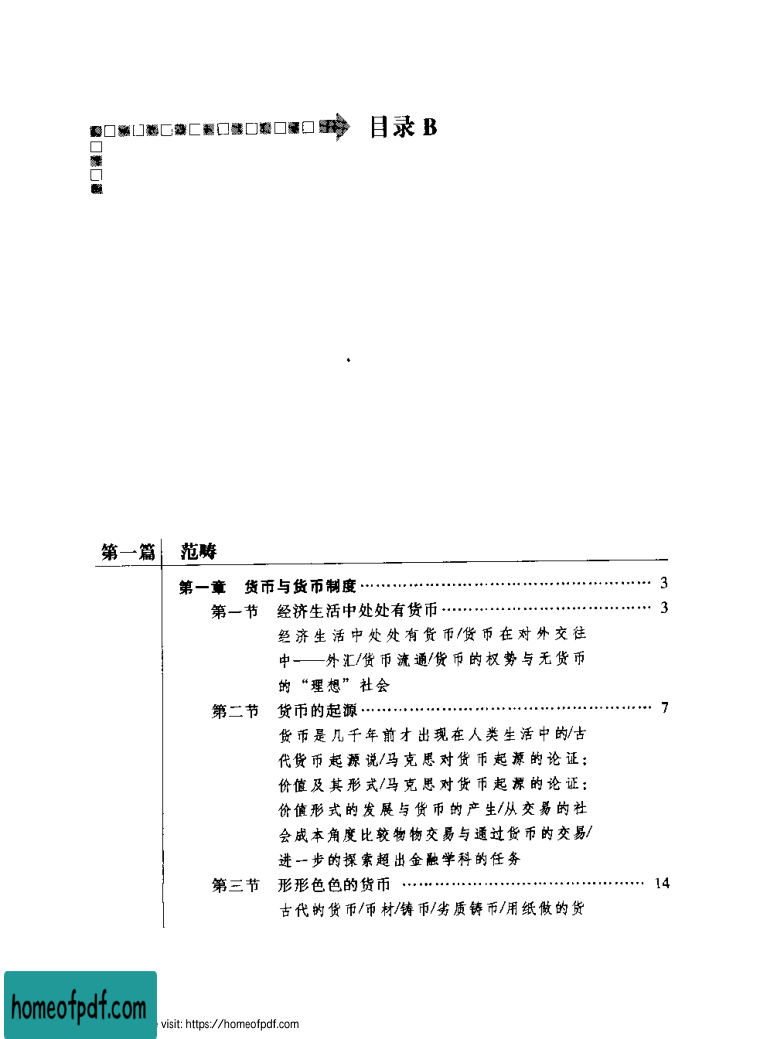 目录 B
第一篇 范畴
第一章 货币与货币制度 …………………………………………… 3
第一节 经济生活中处处有货币 ……………………………… 3
经济生活中处处有货币/货币在对外交往
中——外汇/货币流通/货币的权势与无货币
的“理想”社会
第二节 货币的起源 …………………………………………… 7
货币是几千年前才出现在人类生活中的/古
代货币起源说/马克思对货币起源的论证：
价值及其形式/马克思对货币起源的论证：
价值形式的发展与货币的产生/从交易的社
会成本角度比较物物交易与通过货币的交易/
进一步的探索超出金融学科的任务
第三节 形形色色的货币 …………………………………… 14
古代的货币/币材/铸币/劣质铸币/用纸做的货
homeofpdf.com
visit: https://homeofpdf.com